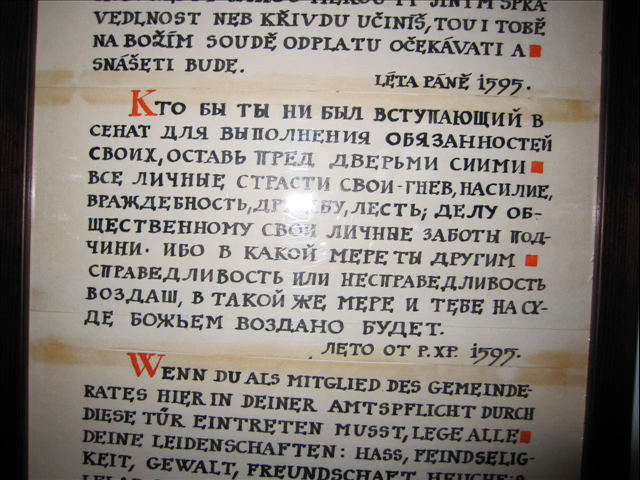 MĚROU TY JINÝM SPRA-
VEDLNOST NEB KŘIVDU UČINÍŠ, TOU I TOBĚ
NA BOŽÍM SOUDĚ ODPLATU OČEKÁVATI A
SNÁŠETI BUDE.
LÉTA PÁNĚ 1595.
КТО БЫ ТЫ НИ БЫЛ ВСТУПАЮЩИЙ В
СЕНАТ ДЛЯ ВЫПОЛНЕНИЯ ОБЯЗАННОСТЕЙ
СВОИХ, ОСТАВЬ ПРЕД ДВЕРЬМИ СИИМИ
ВСЕ ЛИЧНЫЕ СТРАСТИ СВОИ-ГНЕВ, НАСИЛИЕ,
ВРАЖДЕБНОСТЬ, ДРУЖБУ, ЛЕСТЬ; ДЕЛУ ОБ-
ЩЕСТВЕННОМУ СВОИ ЛИЧНЫЕ ЗАБОТЫ ПОД-
ЧИНИ. ИБО В КАКОЙ МЕРЕ ТЫ ДРУГИМ
СПРАВЕДЛИВОСТЬ ИЛИ НЕСПРАВЕДЛИВОСТЬ
ВОЗДАШ, В ТАКОЙ ЖЕ МЕРЕ И ТЕБЕ НА СУ-
ДЕ БОЖЬЕМ ВОЗДАНО БУДЕТ.
ЛЕТО ОТ Р. ХР. 1595.
WENN DU ALS MITGLIED DES GEMEINDE-
RATES HIER IN DEINER AMTSPFLICHT DURCH
DIESE TÜR EINTRETEN MUSST, LEGE ALLE
DEINE LEIDENSCHAFTEN: HASS, FEINDSELIG-
KEIT, GEWALT, FREUNDSCHAFT,